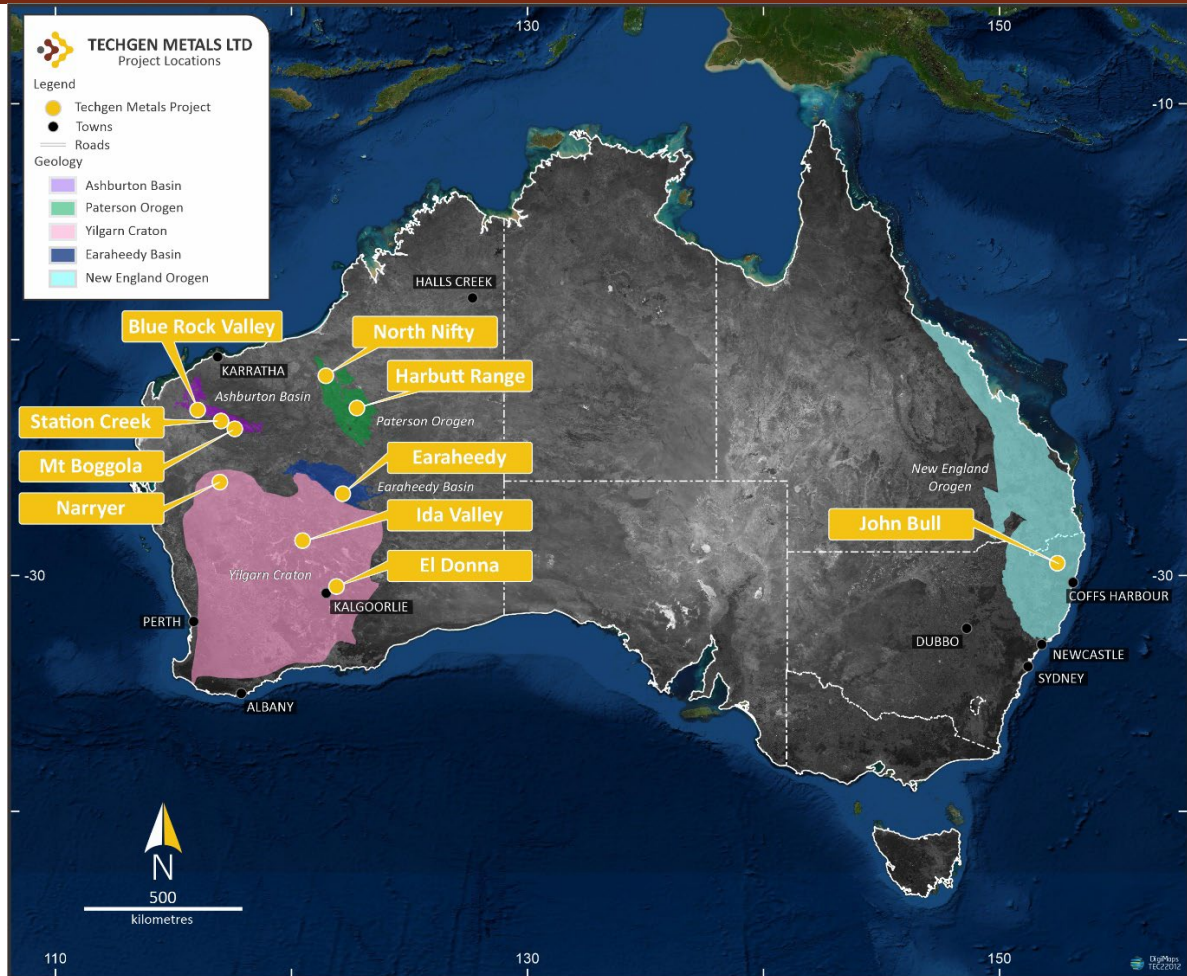 TECHGEN METALS LTD
Project Locations
Legend
Techgen Metals Project
Towns
Roads
Geology
Ashburton Basin
Paterson Orogen
Yilgarn Craton
Earaheedy Basin
New England Orogen
130
150
-10
HALLS CREEK
Blue Rock Valley
North Nifty
KARRATHA
Harbutt Range
Ashburton Basin
Station Creek
Paterson Orogen
Mt Boggola
Earaheedy
Earaheedy Basin
New England
Orogen
Narryer
Ida Valley
John Bull
El Donna
-30
Yilgarn Craton
-30
KALGOORLIE
COFFS HARBOUR
PERTH
DUBBO
NEWCASTLE
SYDNEY
ALBANY
N
500
kilometres
110
130
150
DigiMaps
TEC22012